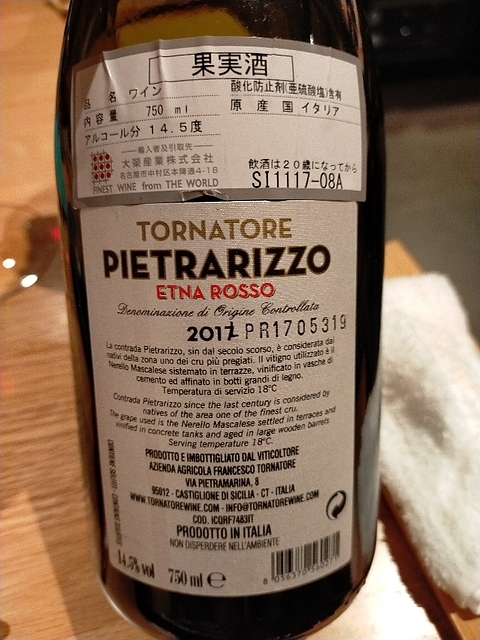 果実酒
品 名 ワイン
酸化防止剤(亜硫酸塩)含有
内容量 750 ml
原 産 国 イタリア
アルコール分 14.5度
輸入者及引取先
大榮産業株式会社
名古屋市中村区本陣通4-18
飲酒は20歳になってから
FINEST WINE from THE WORLD
SI1117-08A
TORNATORE
PIETRARIZZO
ETNA ROSSO
Denominazione di Origine Controllata
2017 LPR1705319
La contrada Pietrarizzo, sin dal secolo scorso, è considerata dai
nativi della zona uno dei cru più pregiati. Il vitigno utilizzato è il
Nerello Mascalese sistemato in terrazze, vinificato in vasche di
cemento ed affinato in botti grandi di legno.
Temperatura di servizio 18°C
Contrada Pietrarizzo since the last century is considered by
natives of the area one of the finest cru.
The grape used is the Nerello Mascalese settled in terraces and
vinified in concrete tanks and aged in large wooden barrels
Serving temperature 18°C.
PRODOTTO E IMBOTTIGLIATO DAL VITICOLTORE
AZIENDA AGRICOLA FRANCESCO TORNATORE
VIA PIETRAMARINA, 8
95012 - CASTIGLIONE DI SICILIA - CT - ITALIA
WWW.TORNATOREWINE.COM - INFO@TORNATOREWINE.COM
COD. ICQRF7483IT
PRODOTTO IN ITALIA
NON DISPERDERE NELL'AMBIENTE
14.5% vol 750 ml e